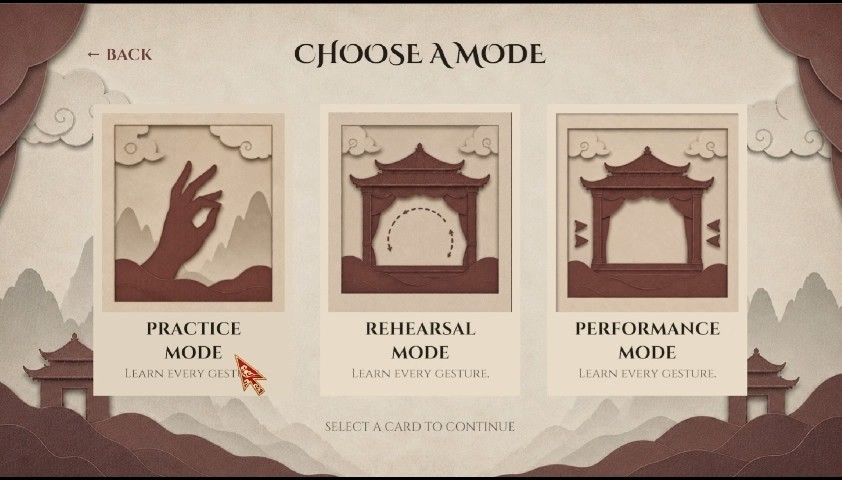 ← BACK
CHOOSE A MODE
PRACTICE
MODE
LEARN EVERY
REHEARSAL
MODE
LEARN EVERY GESTURE.
PERFORMANCE
MODE
LEARN EVERY GESTURE.
SELECT A CARD TO CONTINUE